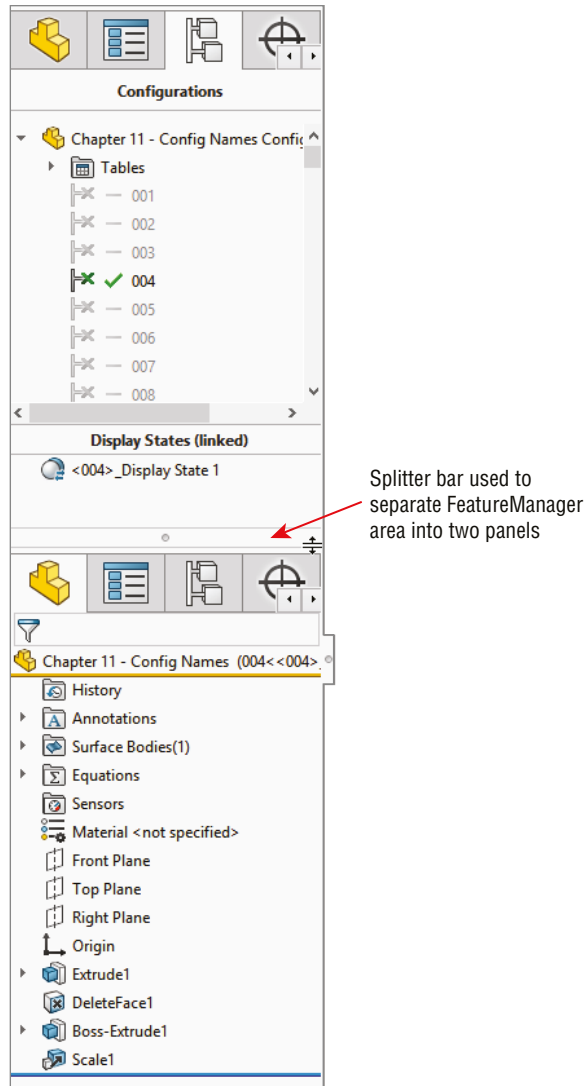 Configurations
Chapter 11 - Config Names Config
Tables
001
002
003
004
005
006
007
008
Display States (linked)
<004>_Display State 1
Splitter bar used to
separate FeatureManager
area into two panels
Chapter 11 - Config Names (004<<004>_
History
A Annotations
Surface Bodies(1)
Σ Equations
Sensors
Material <not specified>
Front Plane
Top Plane
Right Plane
Origin
Extrude1
DeleteFace1
Boss-Extrude1
Scale1